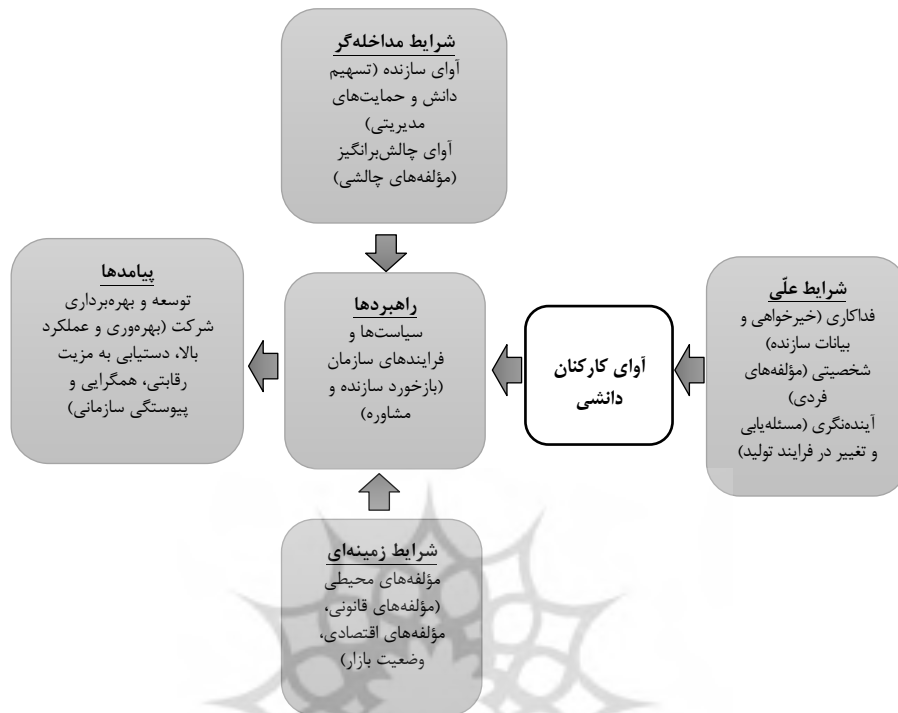 شرایط مداخله‌گر
آوای سازنده (تسهیم
دانش و حمایت‌های
مدیریتی)
آوای چالش‌برانگیز
(مؤلفه‌های چالشی)
شرایط علّی
فداکاری (خیرخواهی و
بیانات سازنده)
شخصیتی (مؤلفه‌های
فردی)
آینده‌نگری (مسئله‌یابی
و تغییر در فرایند تولید)
آوای کارکنان
دانشی
راهبردها
سیاست‌ها و
فرایندهای سازمان
(بازخورد سازنده و
مشاوره)
پیامدها
توسعه و بهره‌برداری
شرکت (بهره‌وری و عملکرد
بالا، دستیابی به مزیت
رقابتی، همگرایی و
پیوستگی سازمانی)
شرایط زمینه‌ای
مؤلفه‌های محیطی
(مؤلفه‌های قانونی،
مؤلفه‌های اقتصادی،
وضعیت بازار)